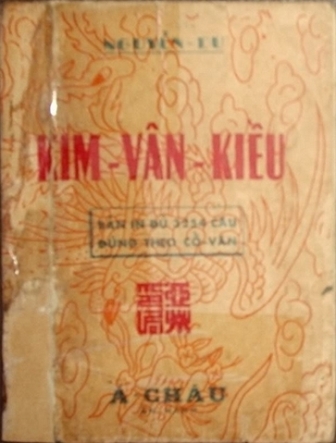 NGUYỄN-DU
KIM-VÂN-KIỀU
BẢN IN ĐỦ 3254 CÂU
ĐÚNG THEO CỔ-VĂN
Á-CHÂU